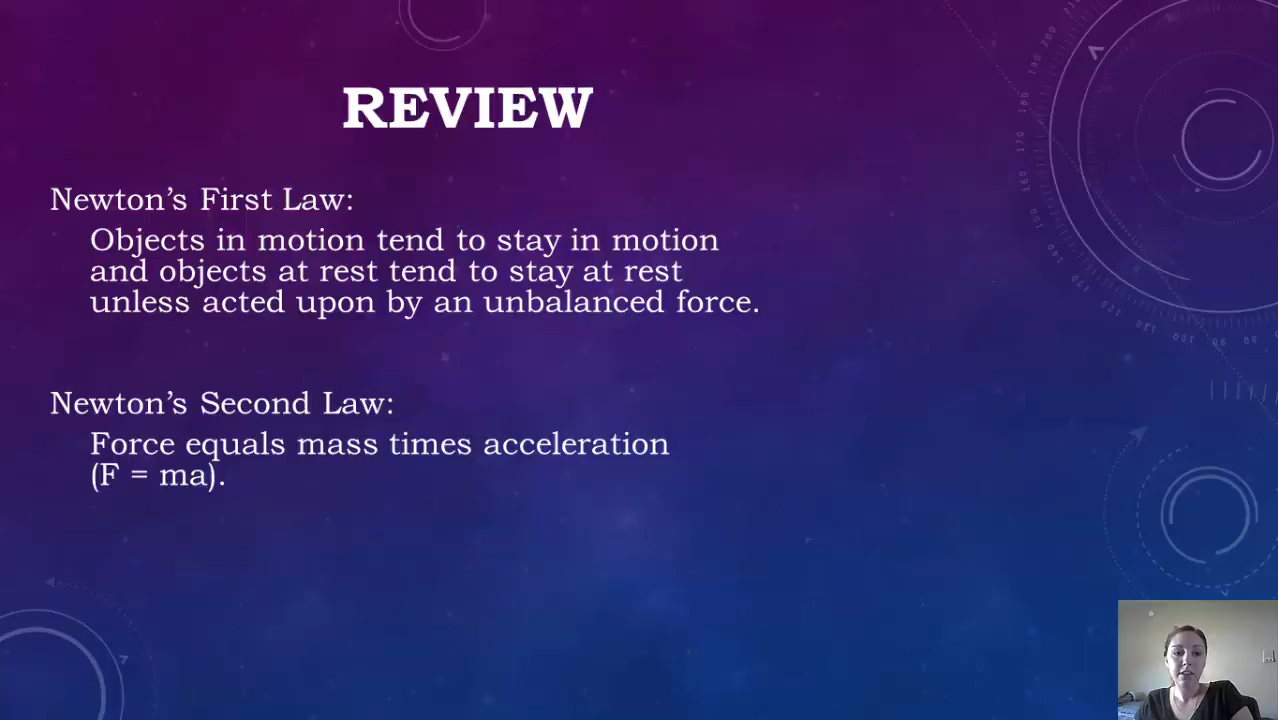 REVIEW
Newton’s First Law:
Objects in motion tend to stay in motion
and objects at rest tend to stay at rest
unless acted upon by an unbalanced force.
Newton’s Second Law:
Force equals mass times acceleration
(F = ma).